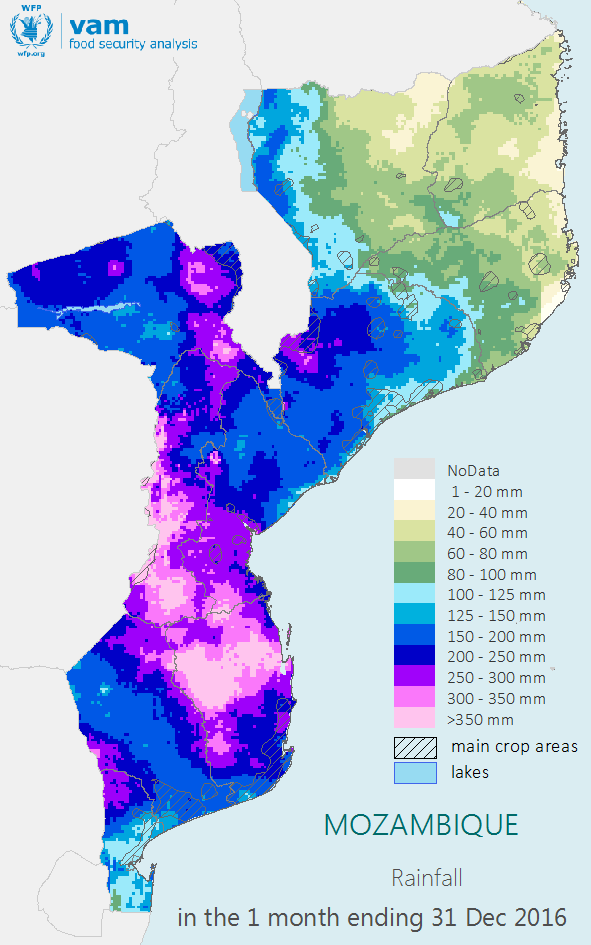 WFP
vam
food security analysis
wfp.org
NoData
1 - 20 mm
20 - 40 mm
40 - 60 mm
60 - 80 mm
80 - 100 mm
100 - 125 mm
125 - 150 mm
150 - 200 mm
200 - 250 mm
250 - 300 mm
300 - 350 mm
>350 mm
main crop areas
lakes
MOZAMBIQUE
Rainfall
in the 1 month ending 31 Dec 2016